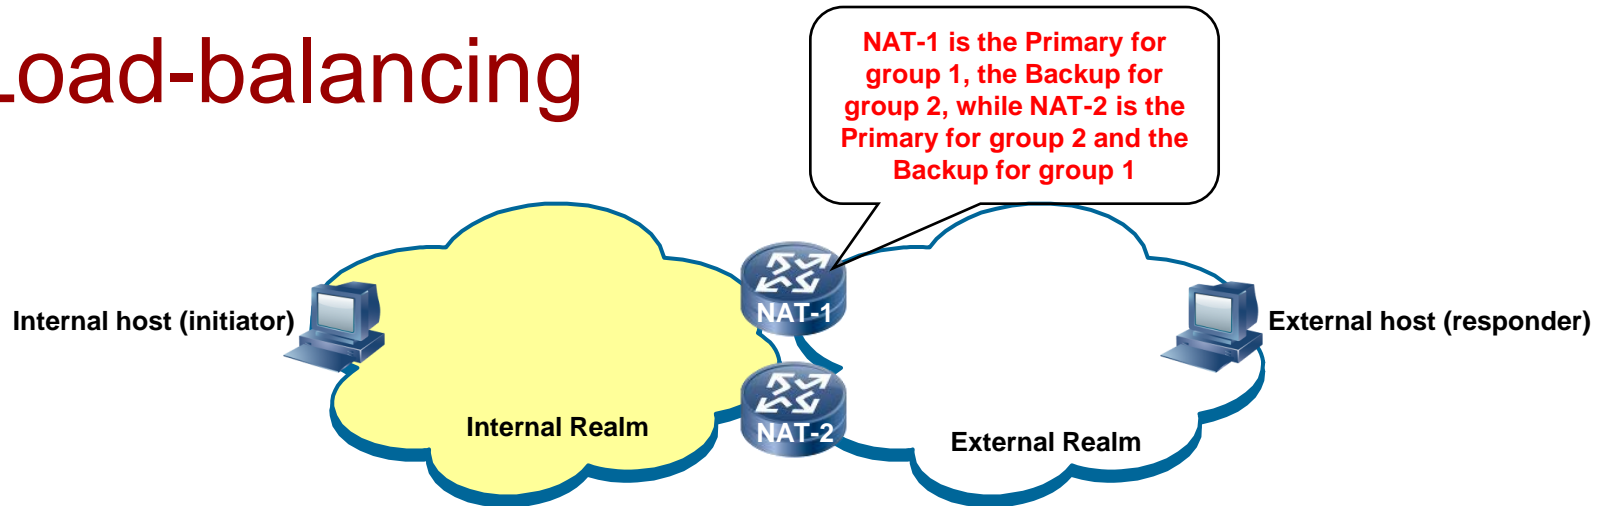 Load-balancing
NAT-1 is the Primary for
group 1, the Backup for
group 2, while NAT-2 is the
Primary for group 2 and the
Backup for group 1
NAT-1
Internal host (initiator)
External host (responder)
NAT-2
Internal Realm
External Realm